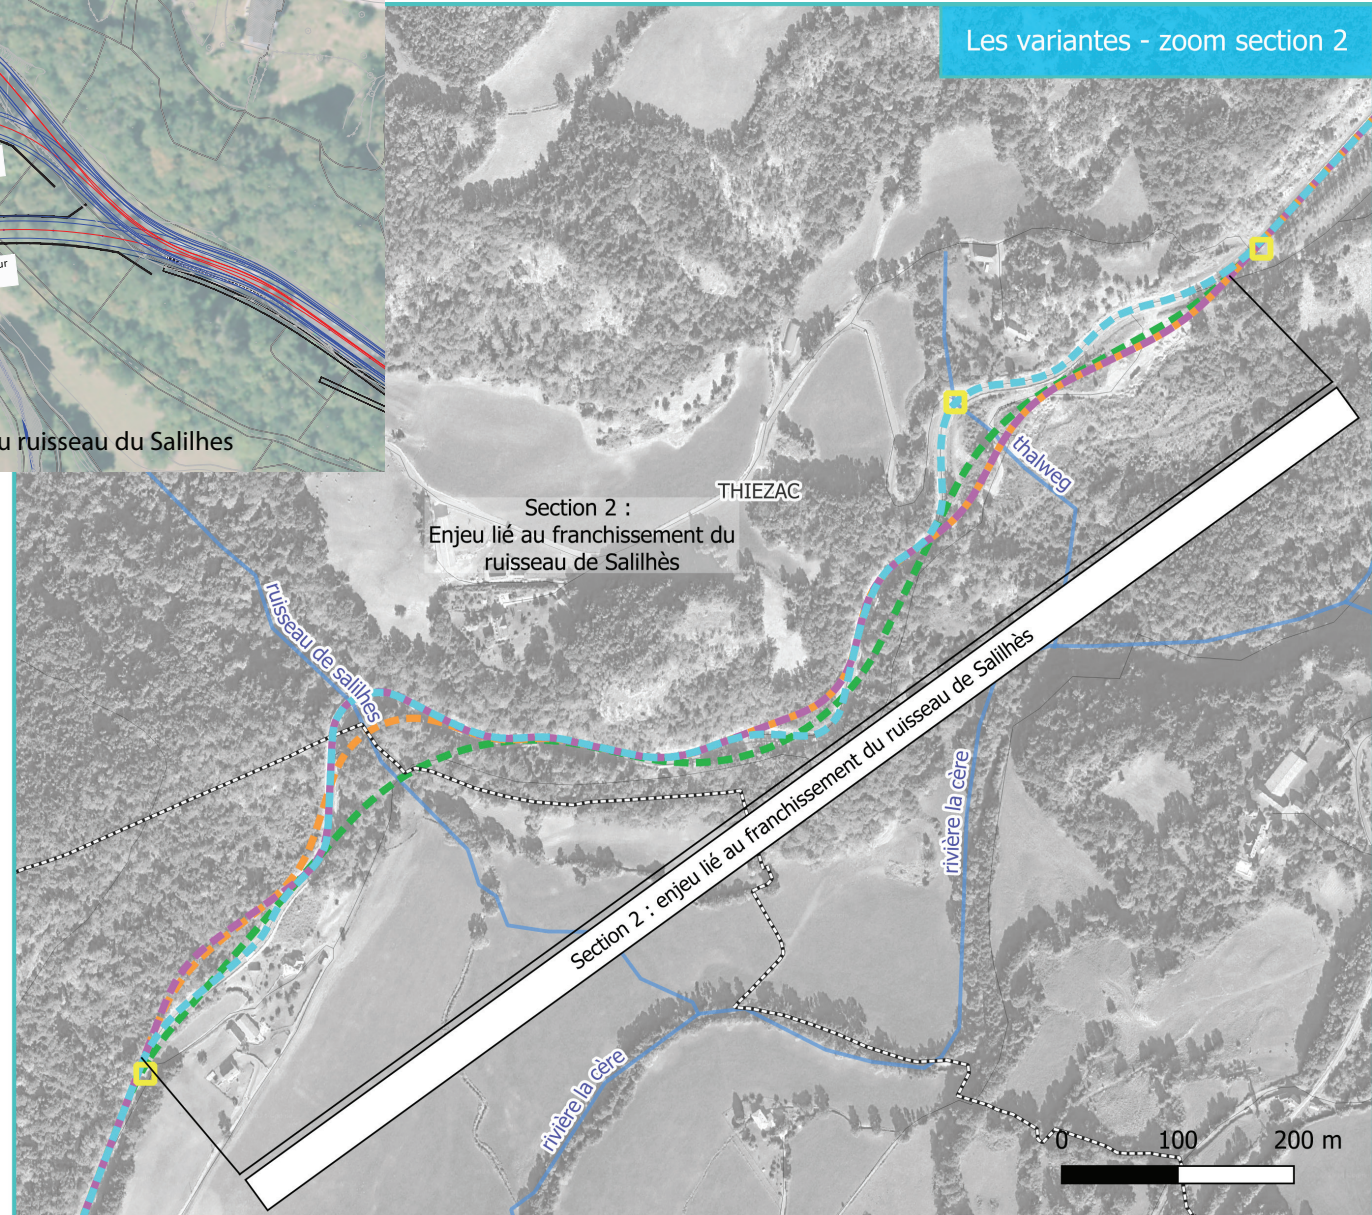 Les variantes - zoom section 2
ur
u ruisseau du Salilhes
thalweg
THIEZAC
Section 2 :
Enjeu lié au franchissement du
ruisseau de Salilhès
ruisseau de salilhes
Section 2 : enjeu lié au franchissement du ruisseau de Salilhès
rivière la cère
rivière la cère
0 100 200 m